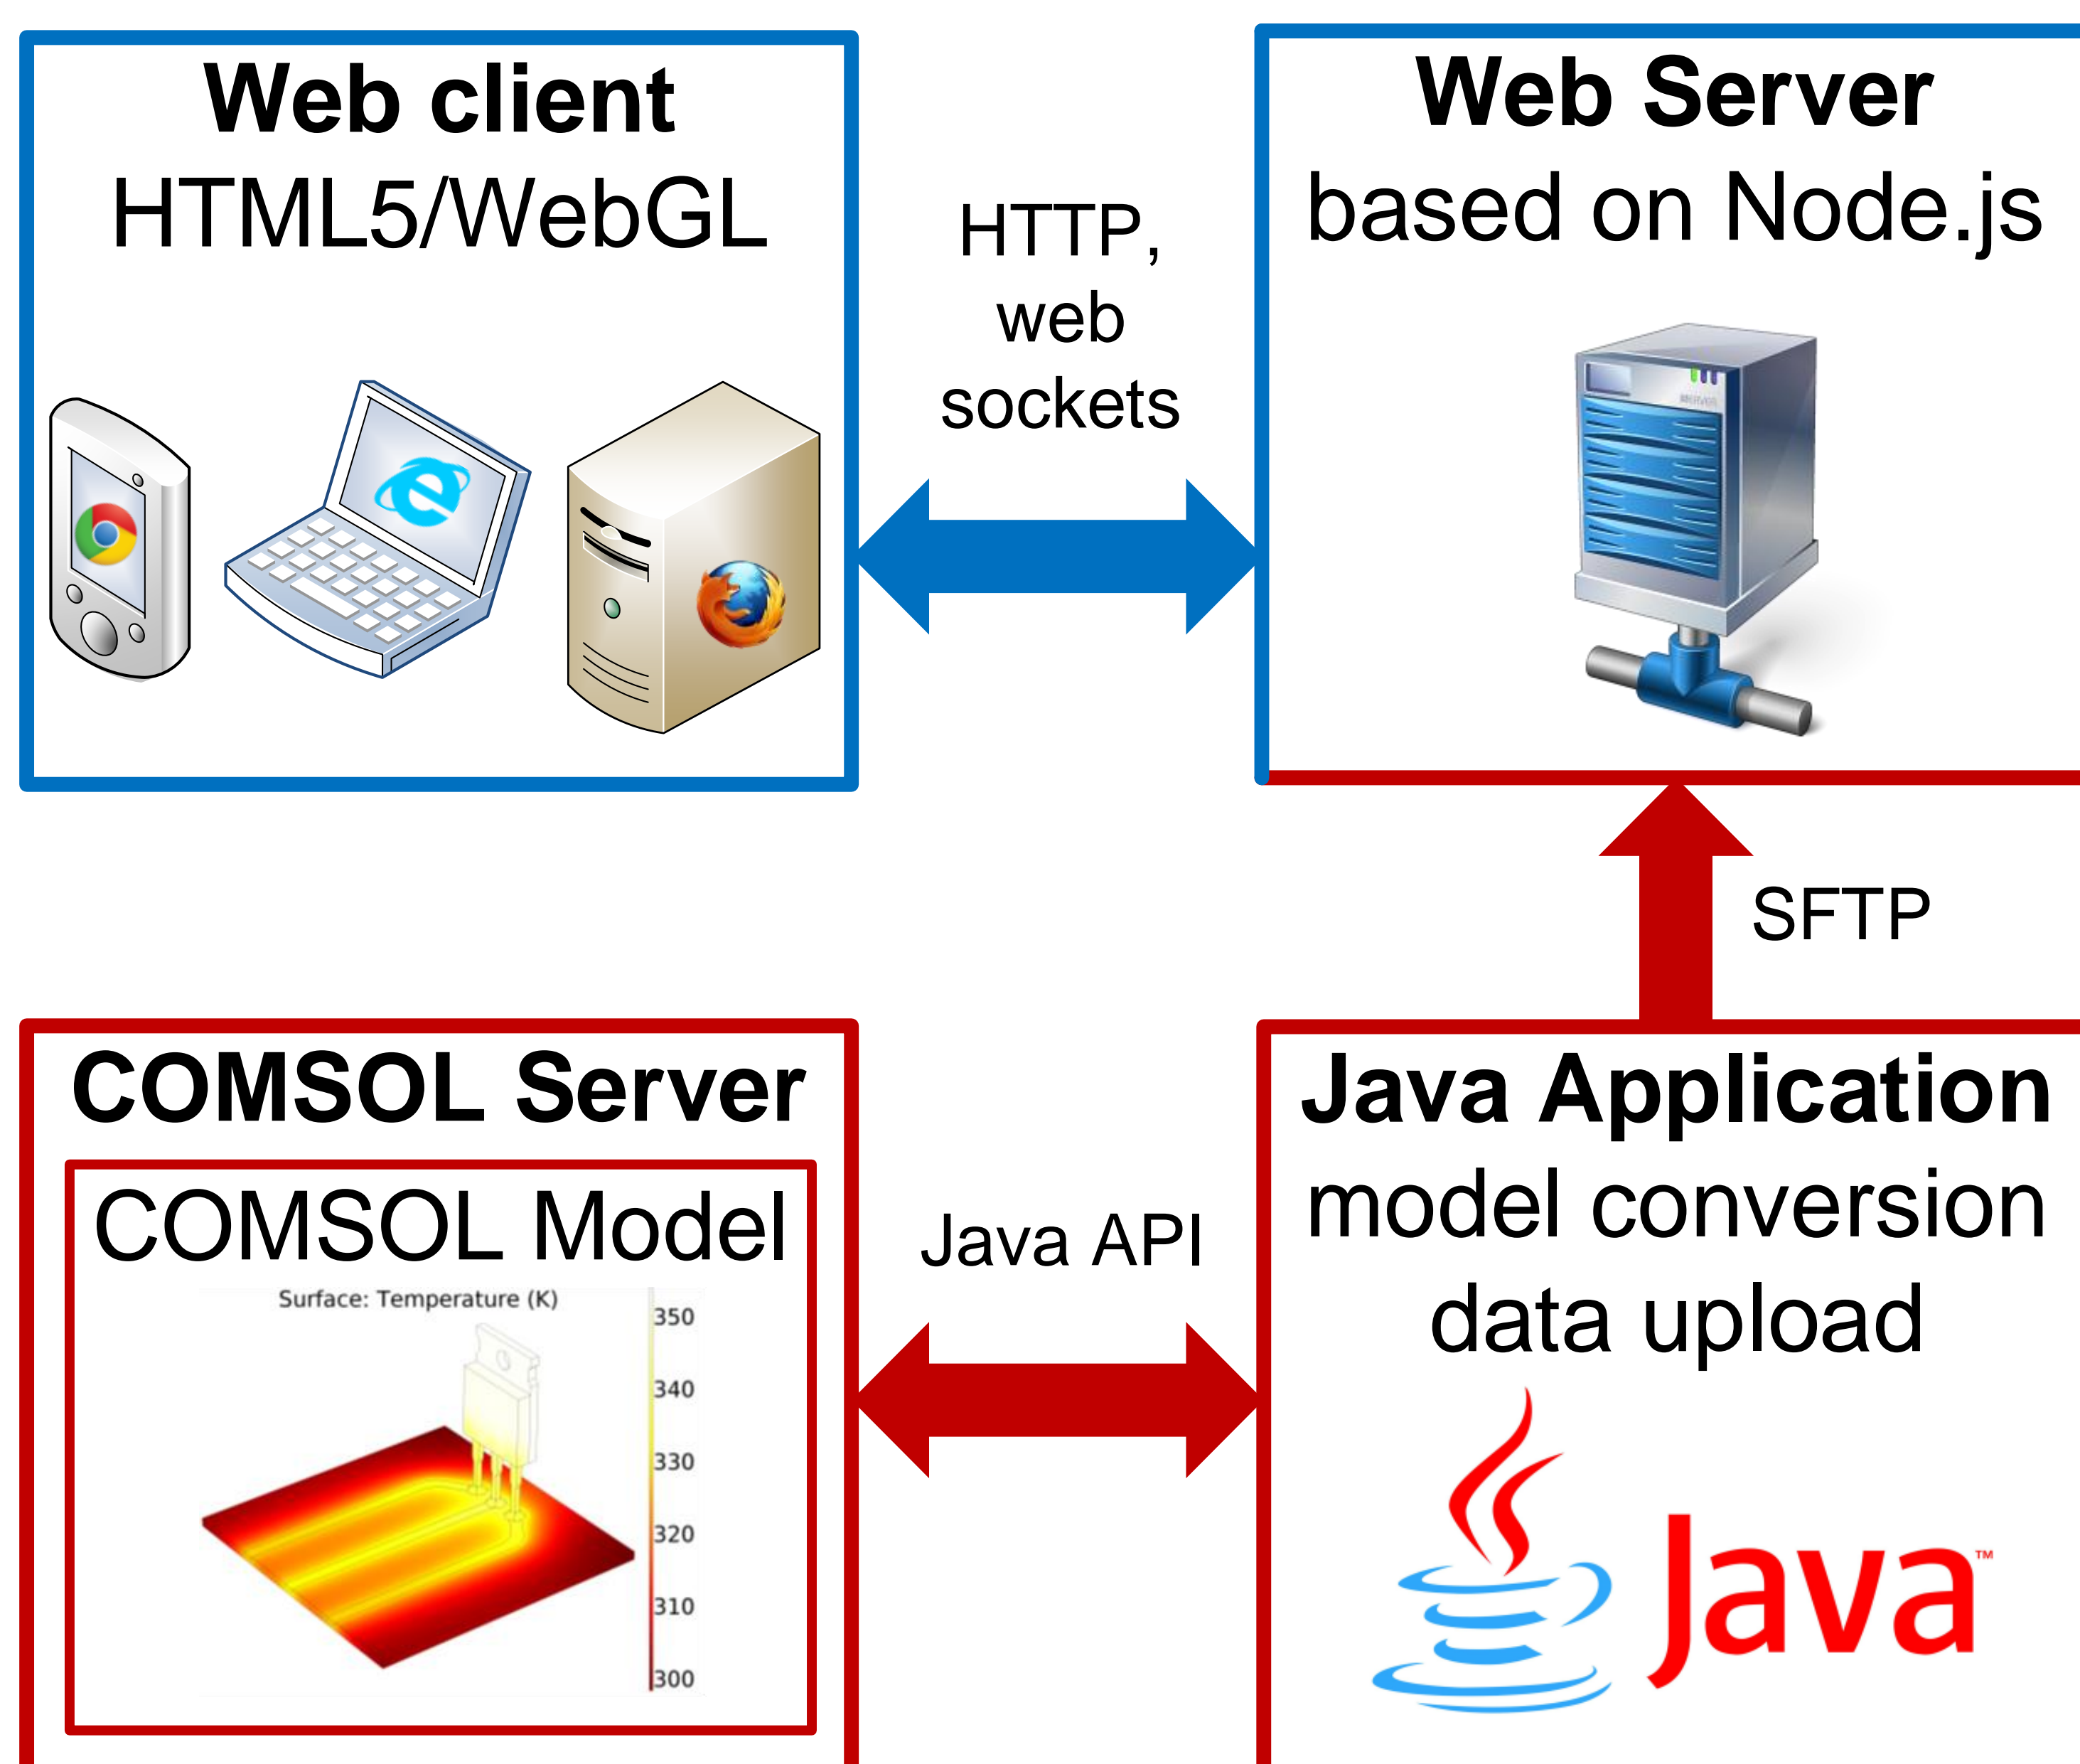 Web client
HTML5/WebGL
HTTP,
web
sockets
Web Server
based on Node.js
SFTP
COMSOL Server
COMSOL Model
Surface: Temperature (K)
350
340
330
320
310
300
Java API
Java Application
model conversion
data upload
Java™